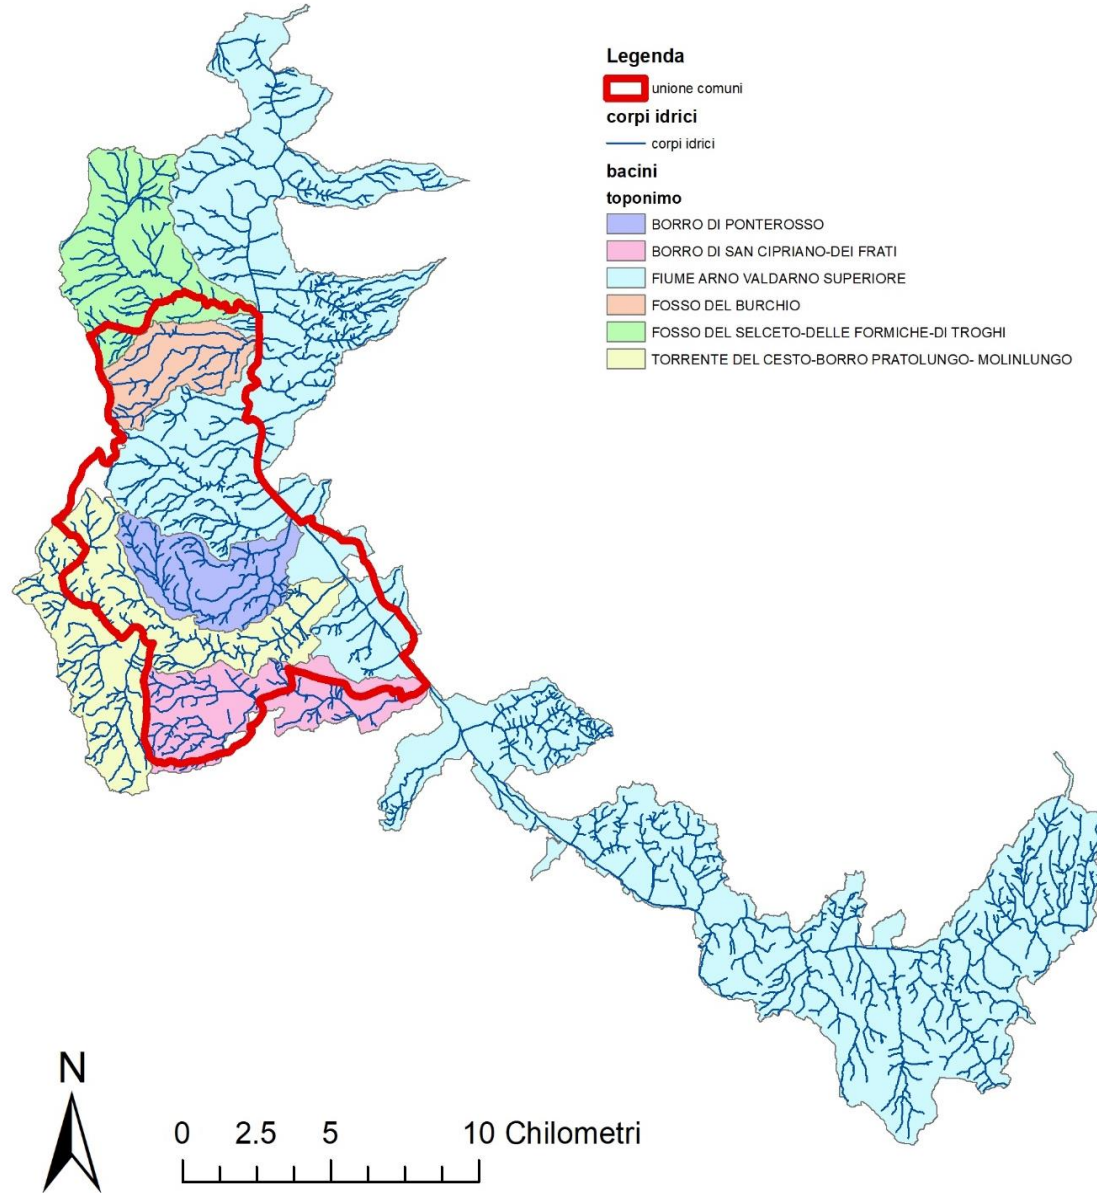 Legenda
unione comuni
corpi idrici
corpi idrici
bacini
toponimo
BORRO DI PONTEROSSO
BORRO DI SAN CIPRIANO-DEI FRATI
FIUME ARNO VALDARNO SUPERIORE
FOSSO DEL BURCHIO
FOSSO DEL SELCETO-DELLE FORMICHE-DI TROGHI
TORRENTE DEL CESTO-BORRO PRATOLUNGO- MOLINLUNGO
N
0 2.5 5 10 Chilometri